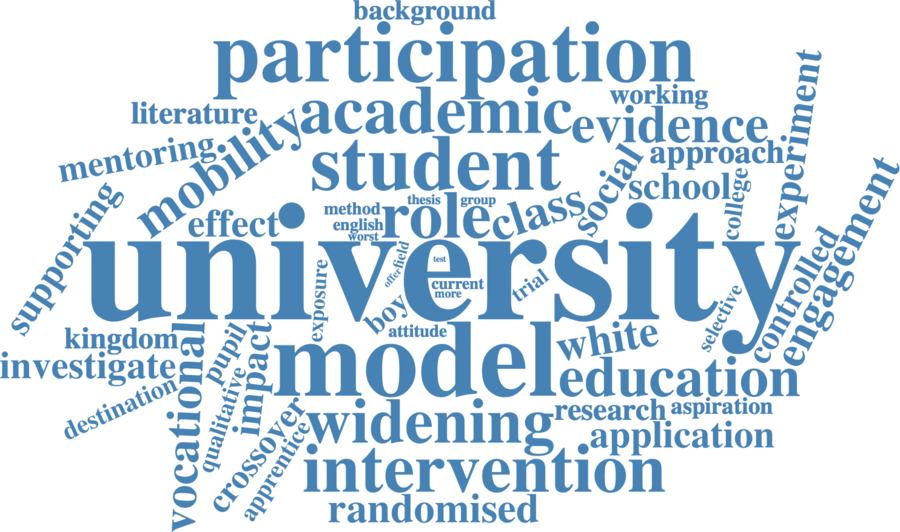 background
participation
literature
academic
working
evidence
experiment
mentoring
mobility
student
social
approach
school
college
engagement
supporting
effect
method
thesis
group
role
class
english
worst
university
offer
field
test
current
more
trial
exposure
boy
attitude
selective
controlled
kingdom
investigate
destination
vocational
pupil
qualitative
impact
model
white
education
crossover
apprentice
widening
research
aspiration
application
intervention
randomised